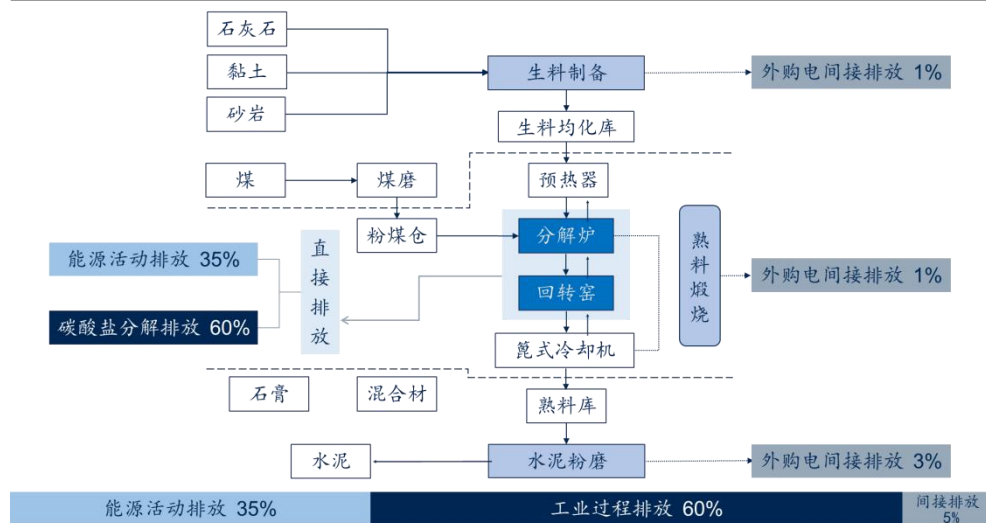 石灰石
黏土
砂岩
生料制备
外购电间接排放 1%
生料均化库
煤
煤磨
预热器
粉煤仓
分解炉
回转窑
篦式冷却机
熟料煅烧
外购电间接排放 1%
能源活动排放 35%
碳酸盐分解排放 60%
直接排放
石膏
混合材
熟料库
水泥
水泥粉磨
外购电间接排放 3%
能源活动排放 35%
工业过程排放 60%
间接排放
5%